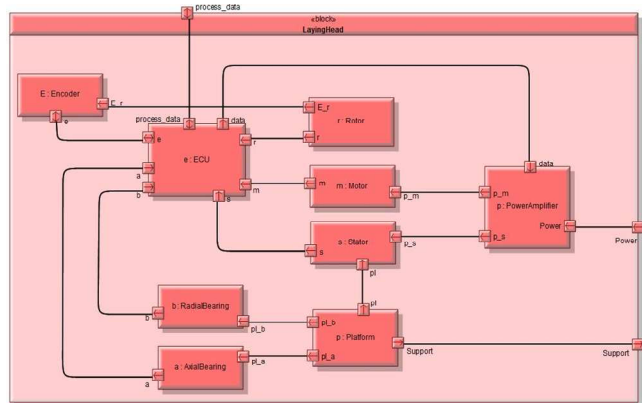 process_data
«block»
LayingHead
E : Encoder
E_r
e
process_data
data
E_r
r : Rotor
r
e
e : ECU
r
a
b
m
s
m
m : Motor
p_m
data
p_m
p : PowerAmplifier
p_s
Power
Power
s
s : Stator
p_s
pl
pl
b : RadialBearing
b
pl_b
pl_b
p : Platform
pl_a
Support
Support
a : AxialBearing
pl_a
a